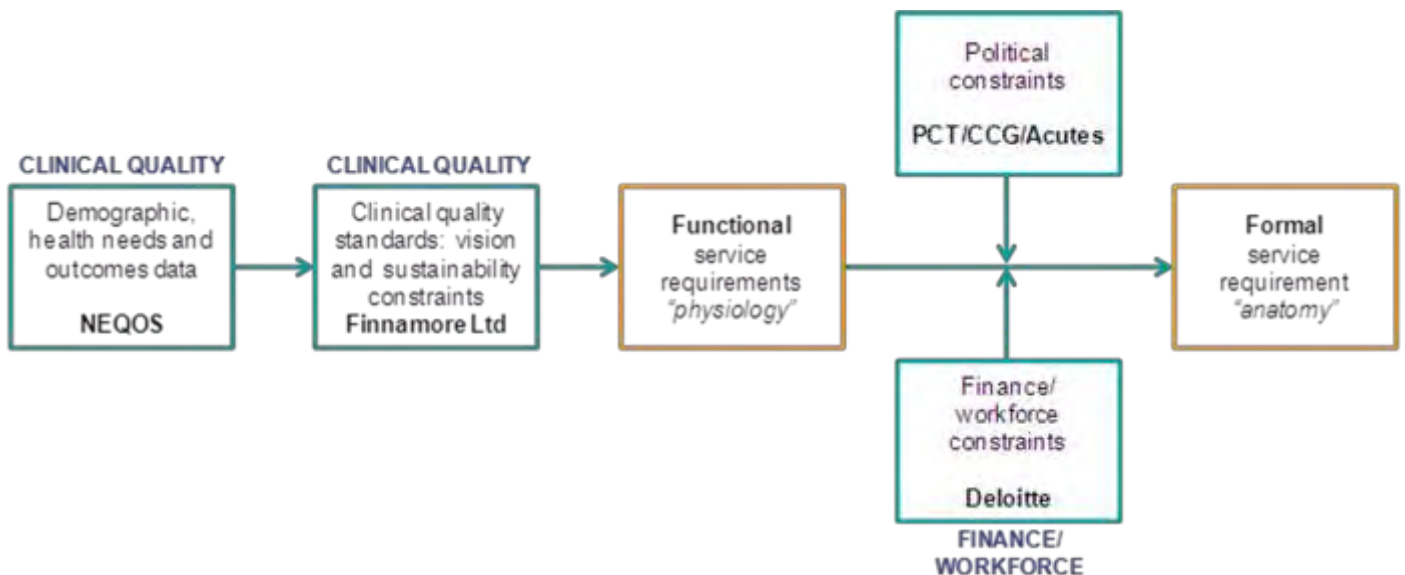 CLINICAL QUALITY
Demographic,
health needs and
outcomes data
NEQOS
CLINICAL QUALITY
Clinical quality
standards: vision
and sustainability
constraints
Finnamore Ltd
Functional
service
requirements
"physiology"
Political
constraints
PCT/CCG/Acutes
Finance/
workforce
constraints
Deloitte
FINANCE/
WORKFORCE
Formal
service
requirement
"anatomy"